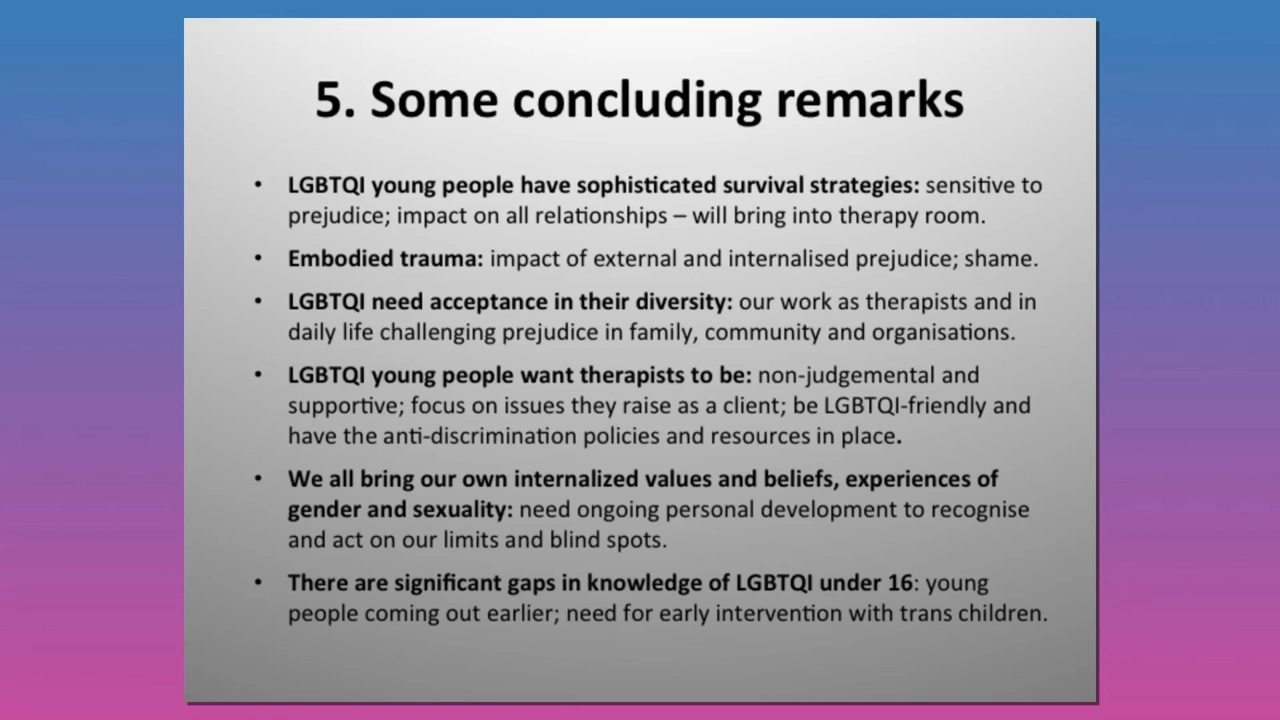 5. Some concluding remarks
• LGBTQI young people have sophisticated survival strategies: sensitive to
prejudice; impact on all relationships – will bring into therapy room.
• Embodied trauma: impact of external and internalised prejudice; shame.
• LGBTQI need acceptance in their diversity: our work as therapists and in
daily life challenging prejudice in family, community and organisations.
• LGBTQI young people want therapists to be: non-judgemental and
supportive; focus on issues they raise as a client; be LGBTQI-friendly and
have the anti-discrimination policies and resources in place.
• We all bring our own internalized values and beliefs, experiences of
gender and sexuality: need ongoing personal development to recognise
and act on our limits and blind spots.
• There are significant gaps in knowledge of LGBTQI under 16: young
people coming out earlier; need for early intervention with trans children.